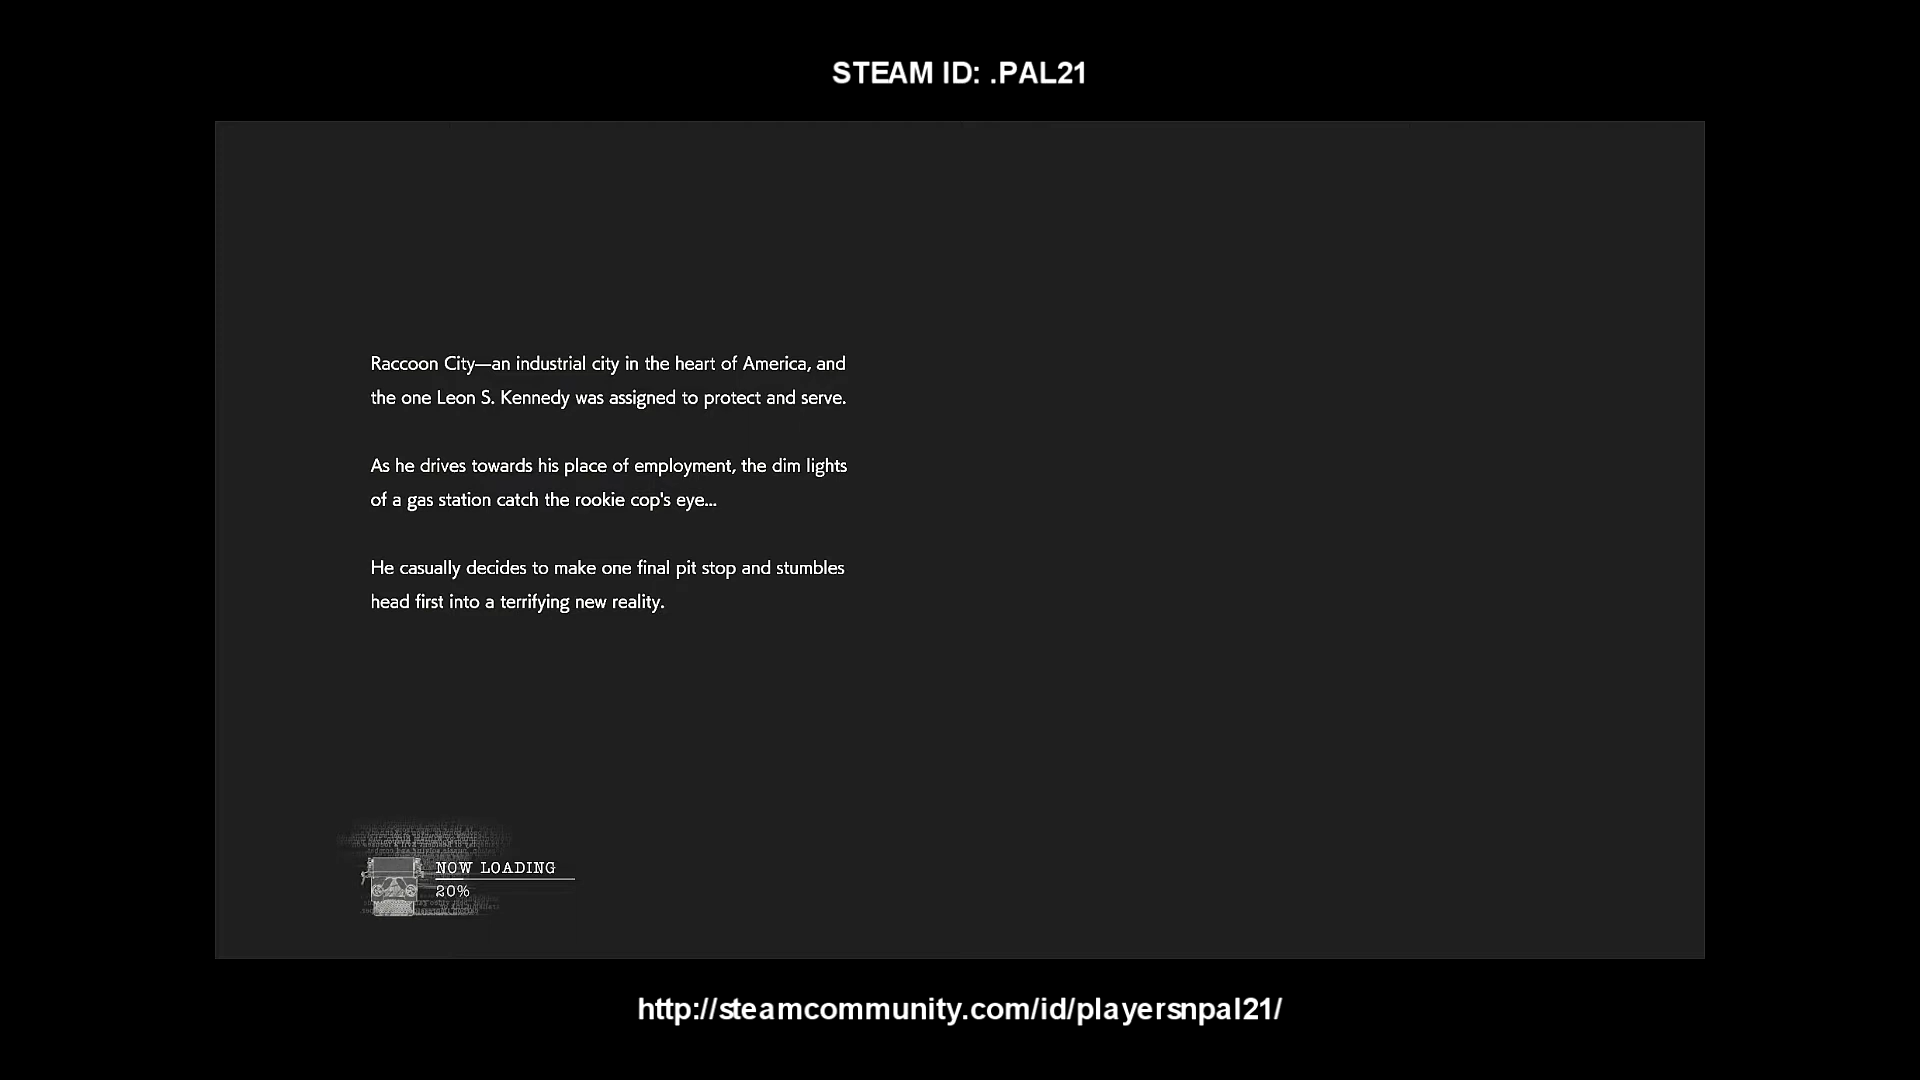 STEAM ID: .PAL21
Raccoon City—an industrial city in the heart of America, and
the one Leon S. Kennedy was assigned to protect and serve.
As he drives towards his place of employment, the dim lights
of a gas station catch the rookie cop's eye...
He casually decides to make one final pit stop and stumbles
head first into a terrifying new reality.
NOW LOADING
20%
http://steamcommunity.com/id/playersnpal21/